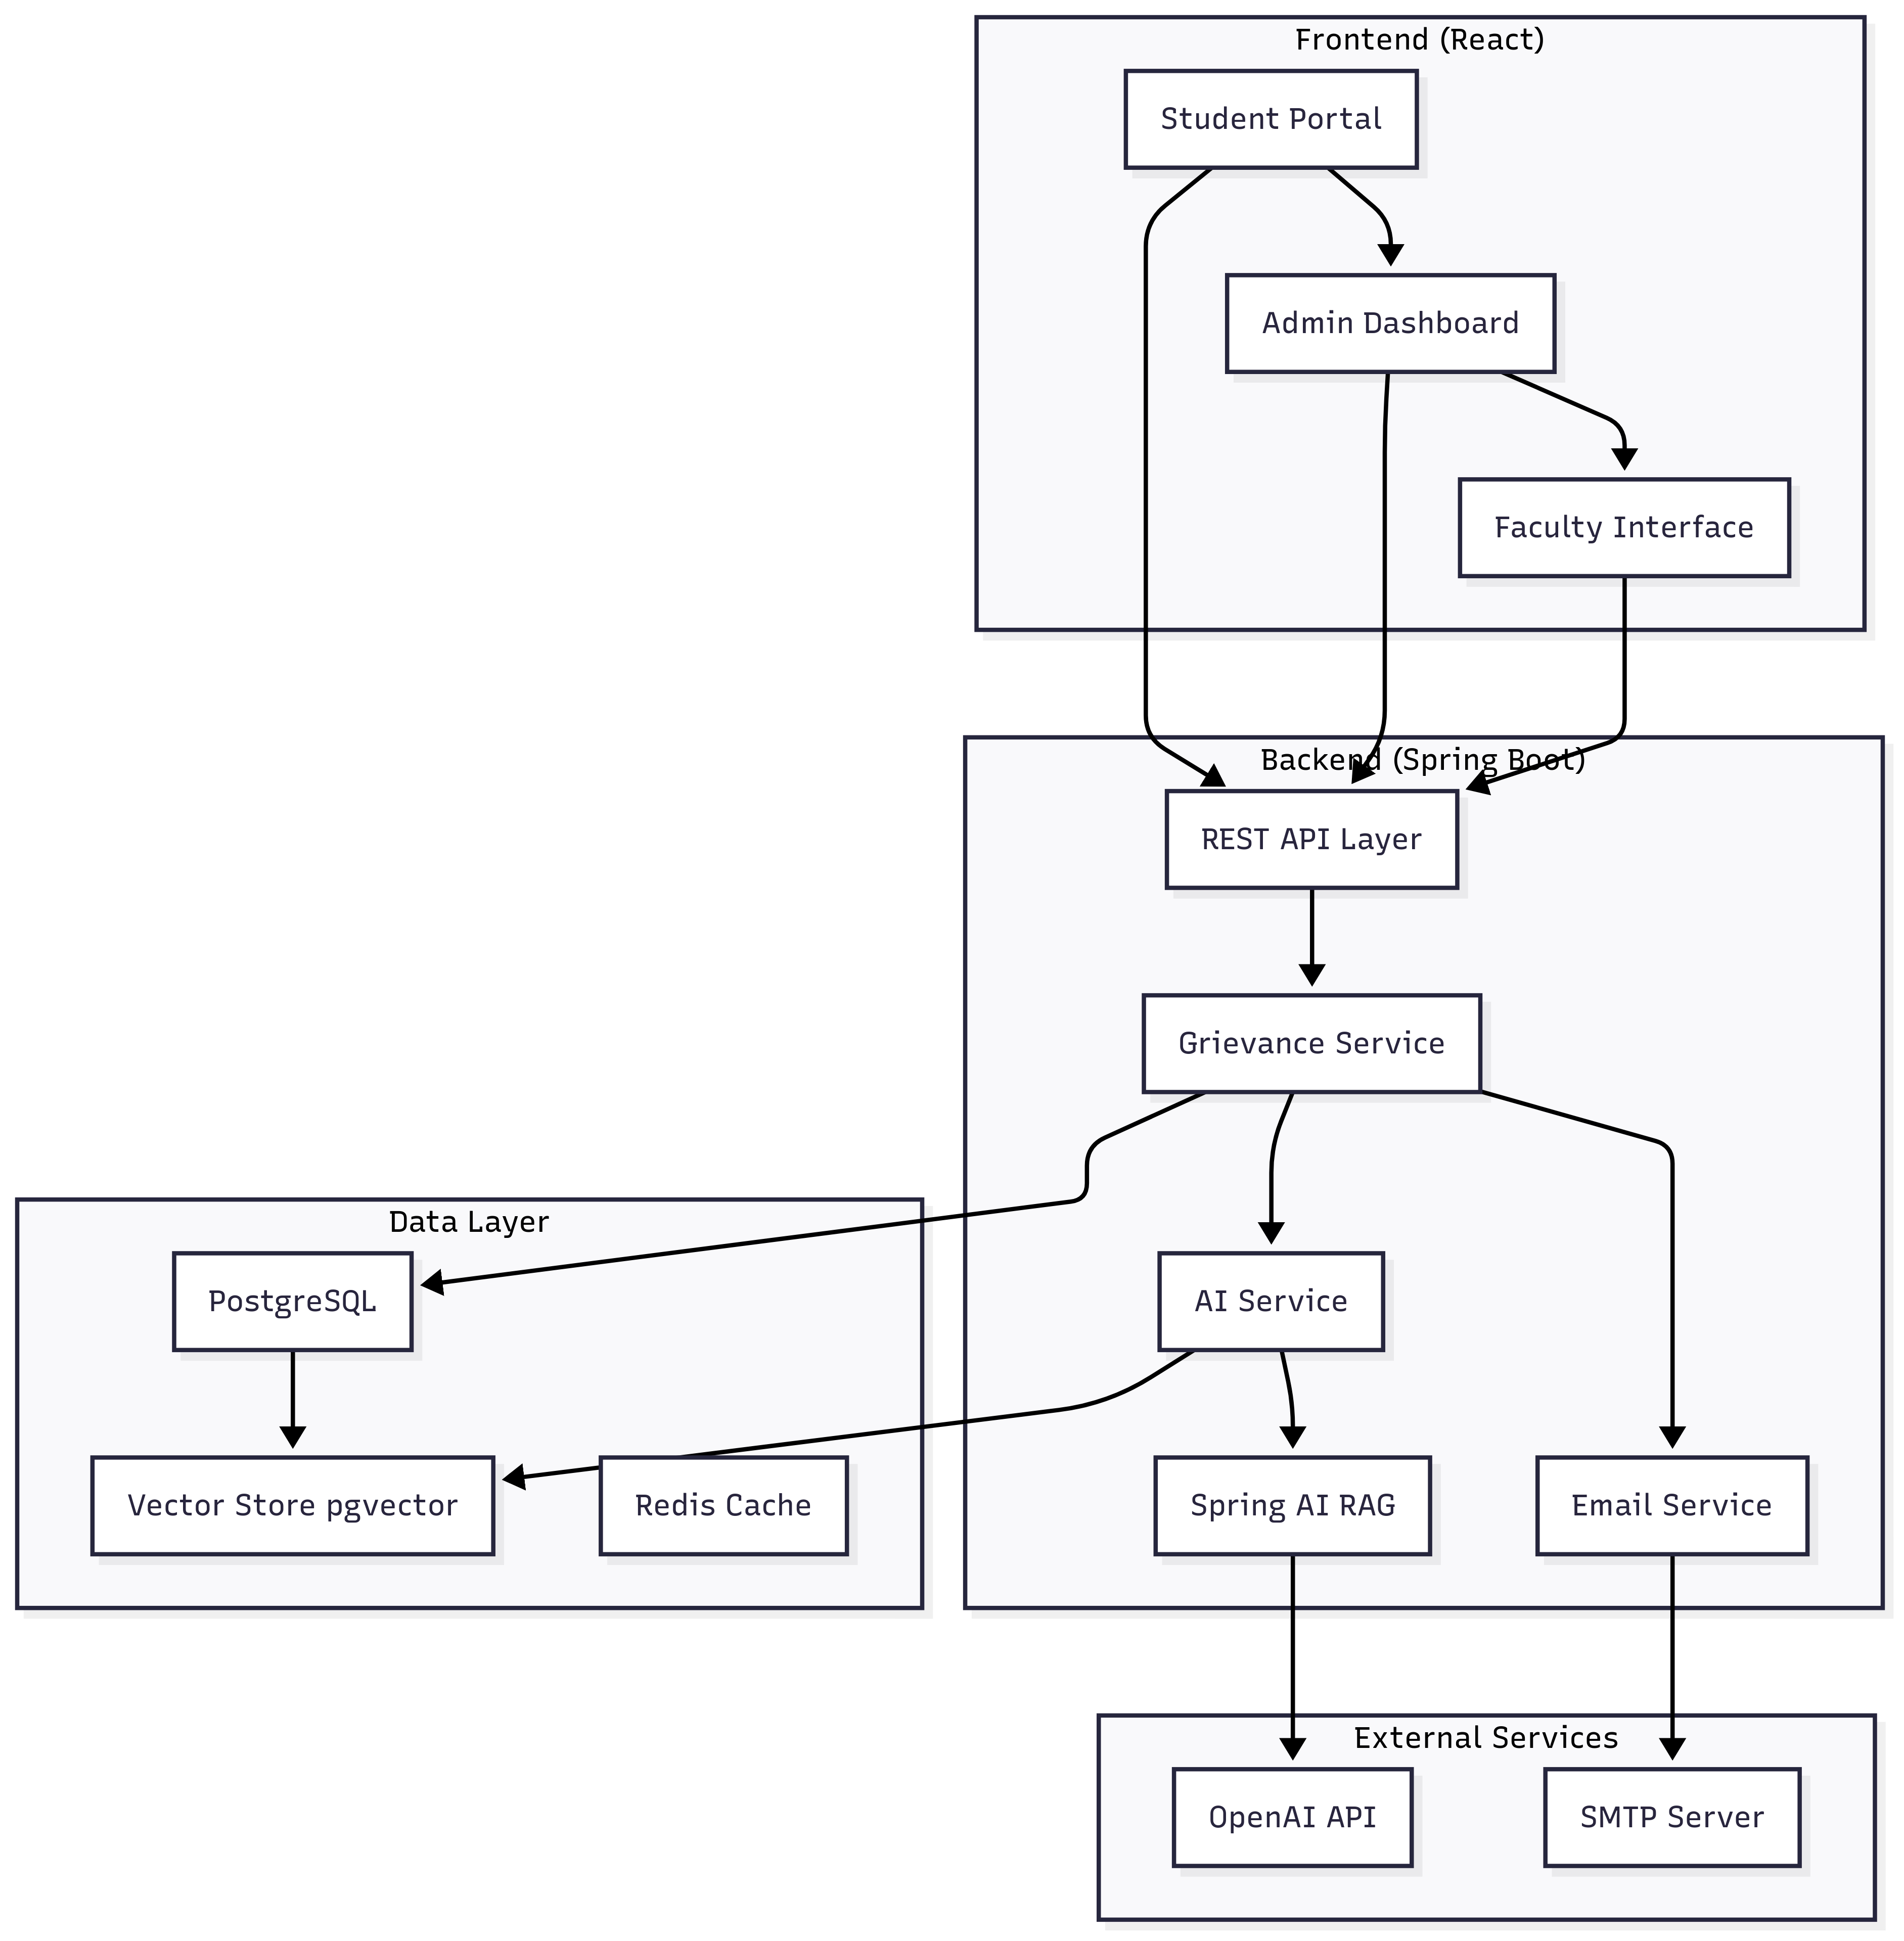 Frontend (React)
Student Portal
Admin Dashboard
Faculty Interface
Backend (Spring Boot)
REST API Layer
Grievance Service
Data Layer
PostgreSQL
AI Service
Vector Store pgvector
Redis Cache
Spring AI RAG
Email Service
External Services
OpenAI API
SMTP Server